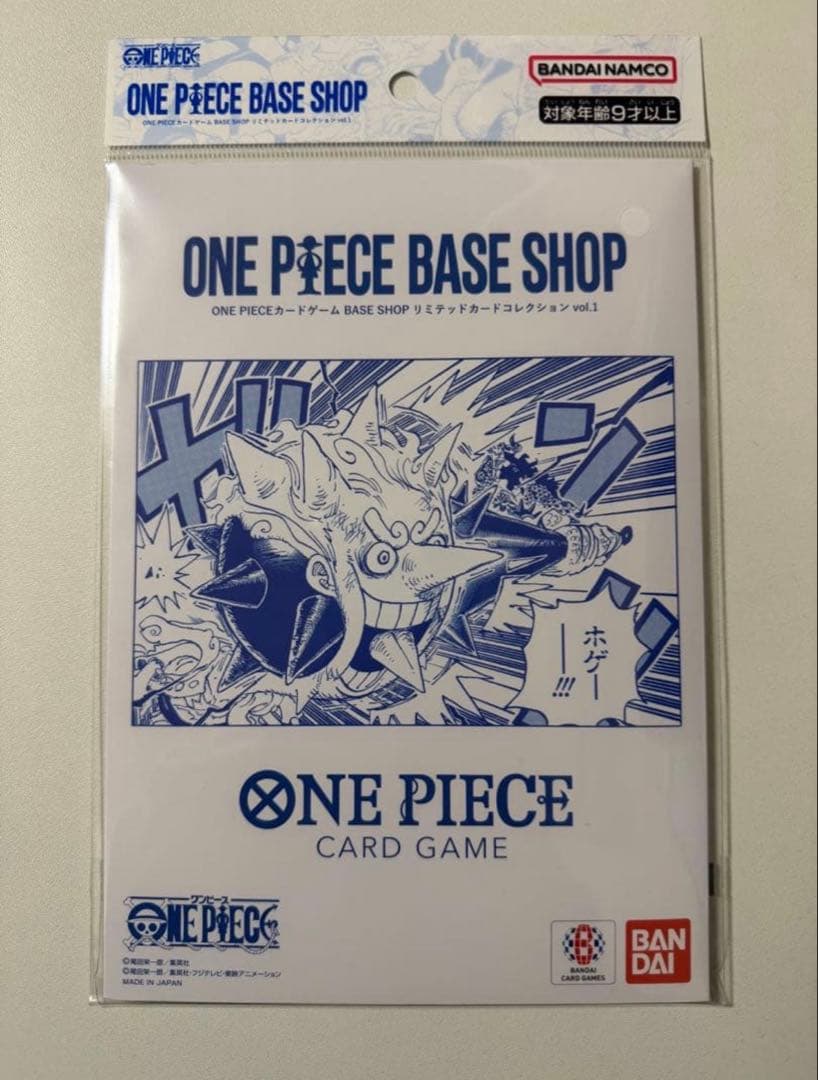 ONE PIECE
BANDAI NAMCO
ONE PIECE BASE SHOP
ONE PIECEカードゲーム BASE SHOP リミテッドカードコレクション vol.1
対象年齢9才以上
ONE PIECE BASE SHOP
ONE PIECEカードゲーム BASE SHOP リミテッドカードコレクション vol.1
ホゲーーー!!!
ONE PIECE
CARD GAME
ワンピース
ONE PIECE
©尾田栄一郎/集英社
©尾田栄一郎/集英社・フジテレビ・東映アニメーション
MADE IN JAPAN
BANDAI
CARD GAMES
BAN
DAI